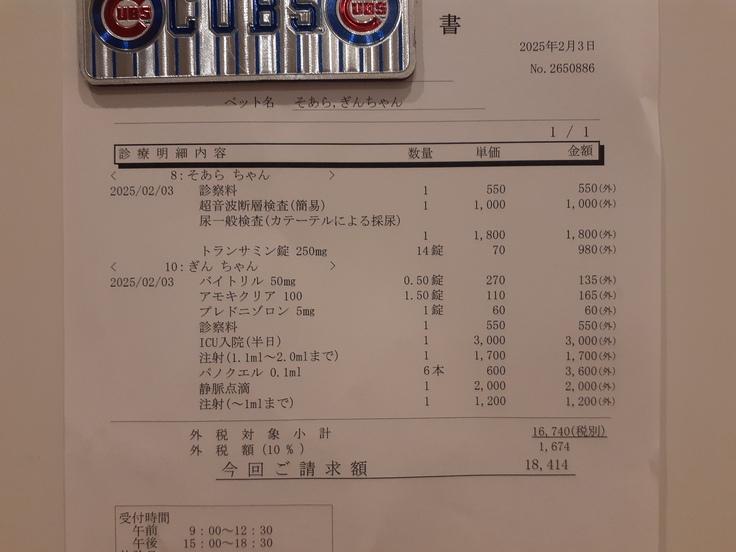 CUBS CUBS CUBS
書
2025年2月3日
No.2650886
ペット名 そあら,ぎんちゃん
1 / 1
診療明細内容 数量 単価 金額
< 8:そあら ちゃん >
2025/02/03 診察料 1 550 550(外)
超音波断層検査(簡易) 1 1,000 1,000(外)
尿一般検査(カテーテルによる採尿)
1 1,800 1,800(外)
トランサミン錠 250mg 14錠 70 980(外)
< 10:ぎん ちゃん >
2025/02/03 バイトリル 50mg 0.50錠 270 135(外)
アモキクリア 100 1.50錠 110 165(外)
プレドニゾロン 5mg 1錠 60 60(外)
診察料 1 550 550(外)
ICU入院(半日) 1 3,000 3,000(外)
注射(1.1ml～2.0mlまで) 1 1,700 1,700(外)
パノクエル 0.1ml 6本 600 3,600(外)
静脈点滴 1 2,000 2,000(外)
注射(～1mlまで) 1 1,200 1,200(外)
外税対象小計 16,740(税別)
外税額(10%) 1,674
今回ご請求額 18,414
受付時間
午前 9:00～12:30
午後 15:00～18:30